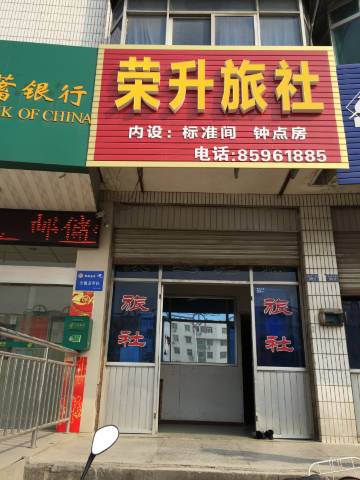 蓄银行
K OF CHINA
荣升旅社
内设：标准间 钟点房
电话:85961885
邮储
旅社
旅社